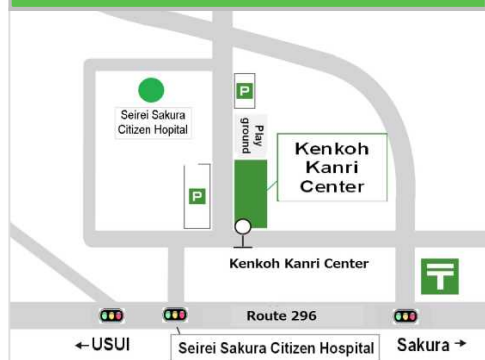 P
Seirei Sakura
Citizen Hopital
Play
ground
Kenkoh
Kanri
Center
P
Kenkoh Kanri Center
〒
Route 296
←USUI
Seirei Sakura Citizen Hospital
Sakura→